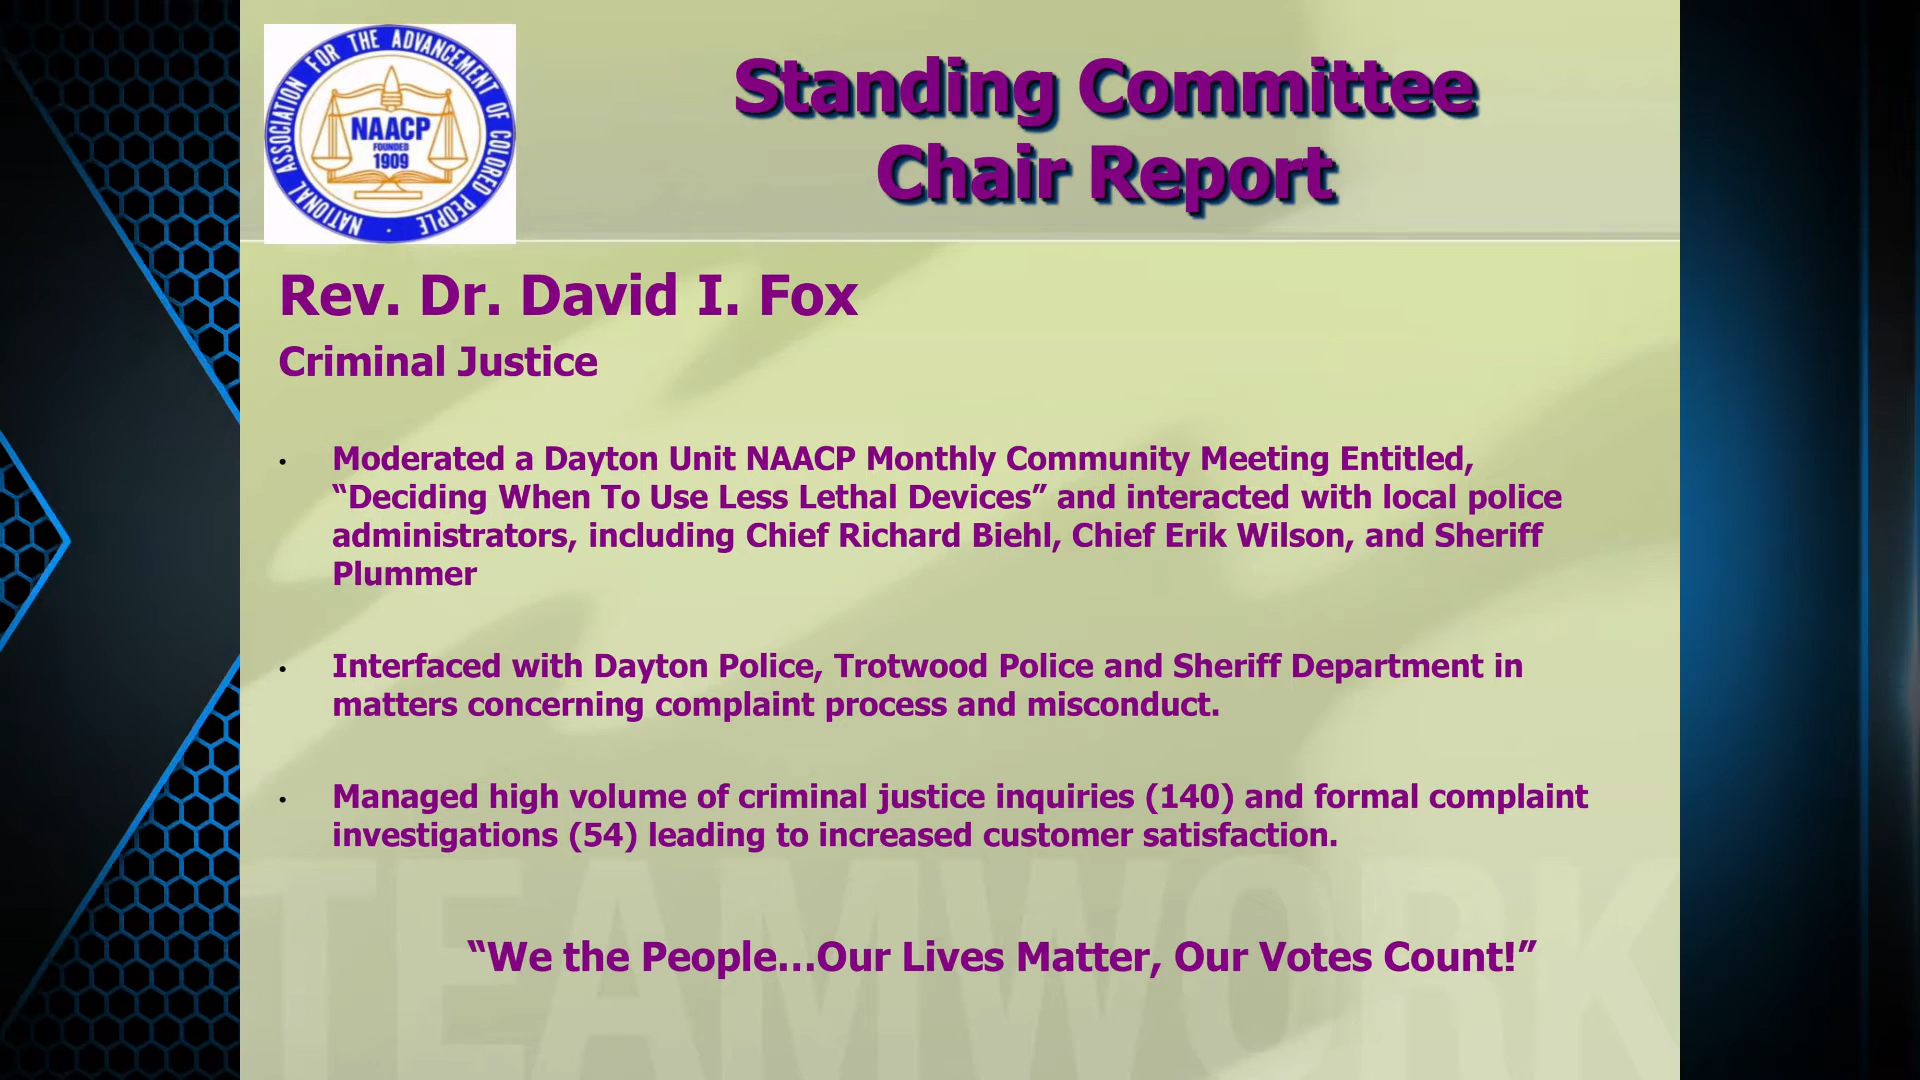 NATIONAL ASSOCIATION FOR THE ADVANCEMENT OF COLORED PEOPLE
NAACP
FOUNDED
1909
Standing Committee
Chair Report
Rev. Dr. David I. Fox
Criminal Justice
• Moderated a Dayton Unit NAACP Monthly Community Meeting Entitled,
“Deciding When To Use Less Lethal Devices” and interacted with local police
administrators, including Chief Richard Biehl, Chief Erik Wilson, and Sheriff
Plummer
• Interfaced with Dayton Police, Trotwood Police and Sheriff Department in
matters concerning complaint process and misconduct.
• Managed high volume of criminal justice inquiries (140) and formal complaint
investigations (54) leading to increased customer satisfaction.
“We the People...Our Lives Matter, Our Votes Count!”
TEAMWORK